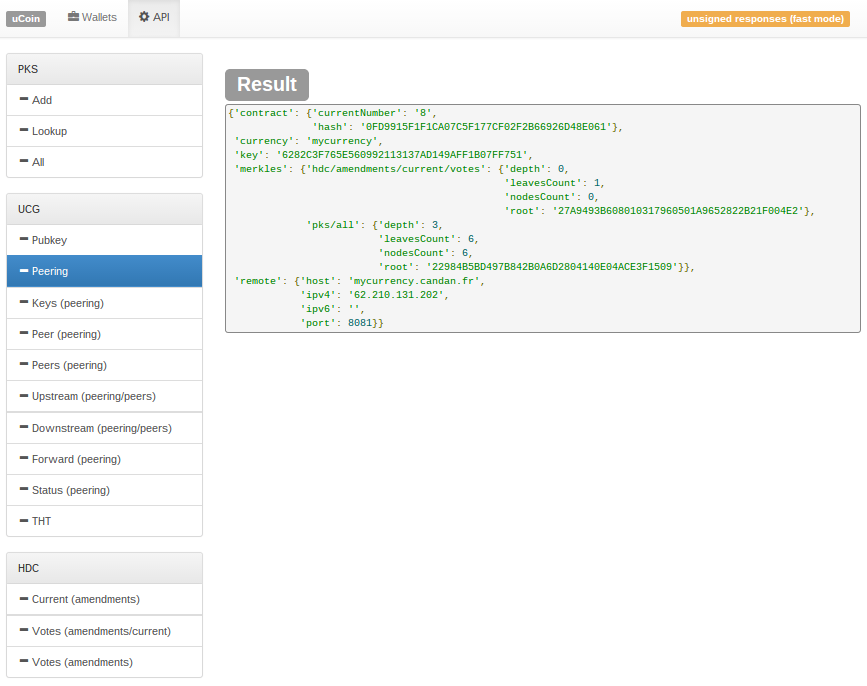 uCoin
Wallets
API
unsigned responses (fast mode)
PKS
Add
Lookup
All
UCG
Pubkey
Peering
Keys (peering)
Peer (peering)
Peers (peering)
Upstream (peering/peers)
Downstream (peering/peers)
Forward (peering)
Status (peering)
THT
HDC
Current (amendments)
Votes (amendments/current)
Votes (amendments)
Result
{'contract': {'currentNumber': '8',
'hash': '0FD9915F1F1CA07C5F177CF02F2B66926D48E061'},
'currency': 'mycurrency',
'key': '6282C3F765E560992113137AD149AFF1B07FF751',
'merkles': {'hdc/amendments/current/votes': {'depth': 0,
'leavesCount': 1,
'nodesCount': 0,
'root': '27A9493B608010317960501A9652822B21F004E2'},
'pks/all': {'depth': 3,
'leavesCount': 6,
'nodesCount': 6,
'root': '22984B5BD497B842B0A6D2804140E04ACE3F1509'}},
'remote': {'host': 'mycurrency.candan.fr',
'ipv4': '62.210.131.202',
'ipv6': '',
'port': 8081}}